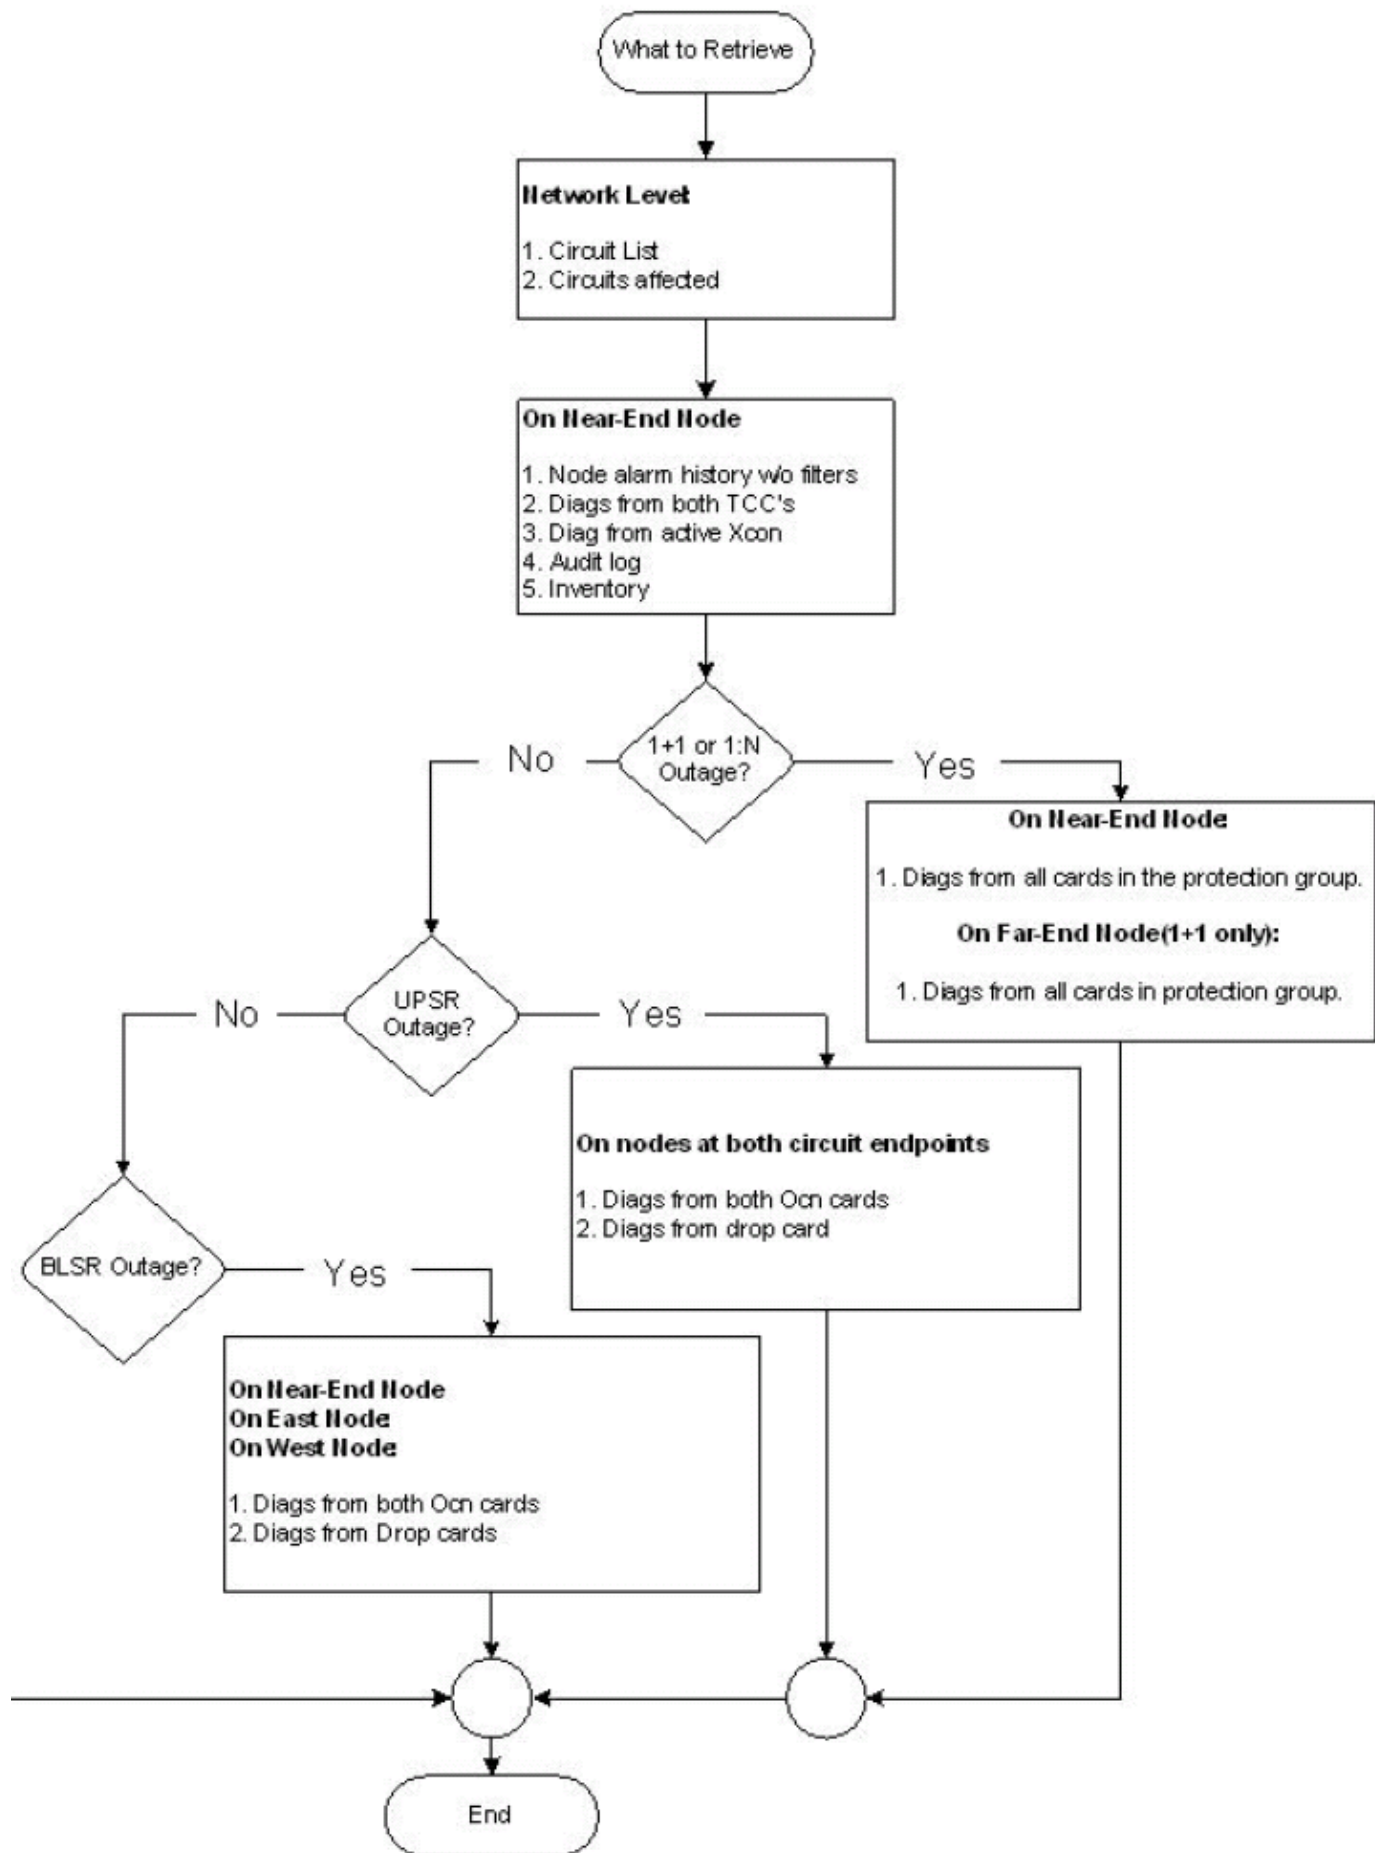 What to Retrieve
Network Level:
1. Circuit List
2. Circuits affected
On Near-End Node
1. Node alarm history w/o filters
2. Diags from both TCC's
3. Diag from active Xcon
4. Audit log
5. Inventory
1+1 or 1:N
Outage?
No
Yes
On Near-End Node:
1. Diags from all cards in the protection group.
On Far-End Node(1+1 only):
1. Diags from all cards in protection group.
UPSR
Outage?
No
Yes
On nodes at both circuit endpoints
1. Diags from both Ocn cards
2. Diags from drop card
BLSR Outage?
Yes
On Near-End Node
On East Node:
On West Node:
1. Diags from both Ocn cards
2. Diags from Drop cards
End